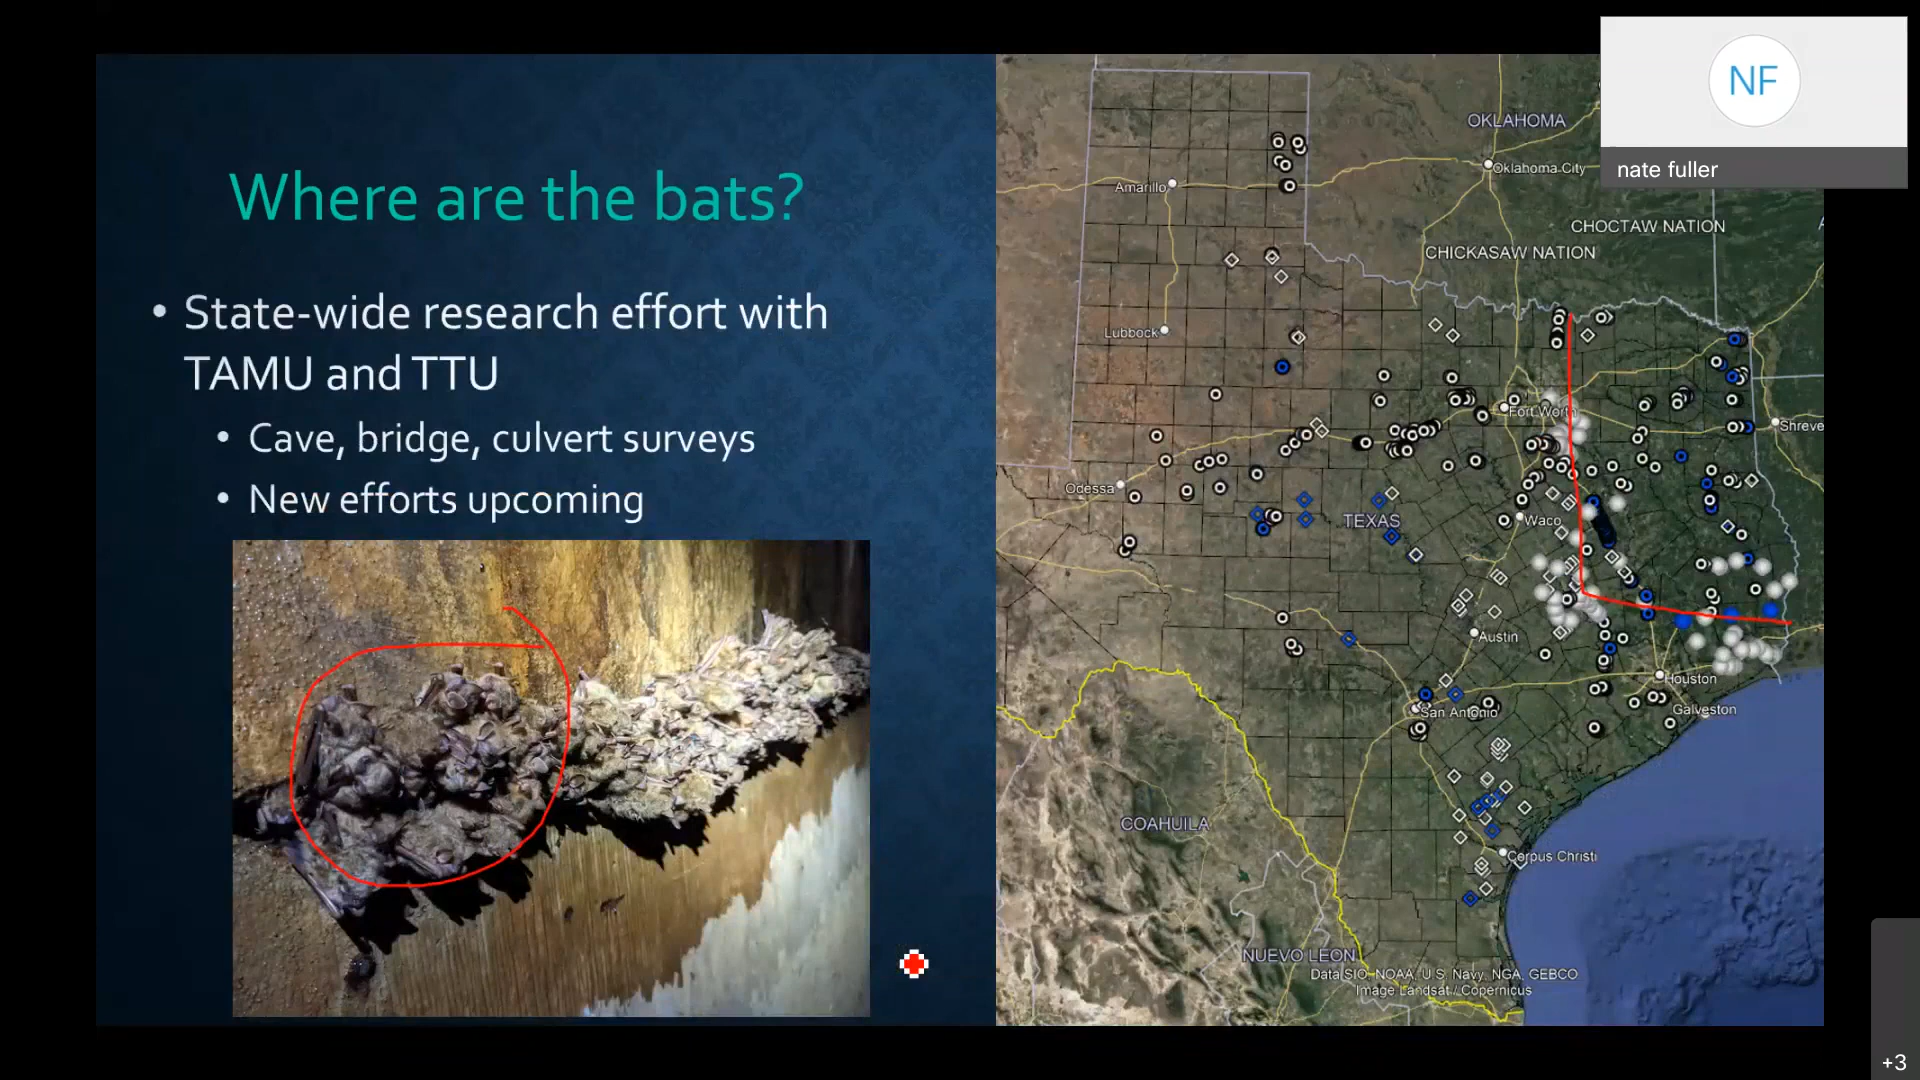 Where are the bats?
• State-wide research effort with
TAMU and TTU
• Cave, bridge, culvert surveys
• New efforts upcoming
NF
nate fuller
OKLAHOMA
Oklahoma City
Amarillo
CHOCTAW NATION
CHICKASAW NATION
Lubbock
Fort Worth
Shreve
Odessa
TEXAS
Waco
Austin
Houston
San Antonio
Galveston
COAHUILA
Corpus Christi
NUEVO LEON
Data SIO, NOAA, U.S. Navy, NGA, GEBCO
Image Landsat / Copernicus
+3